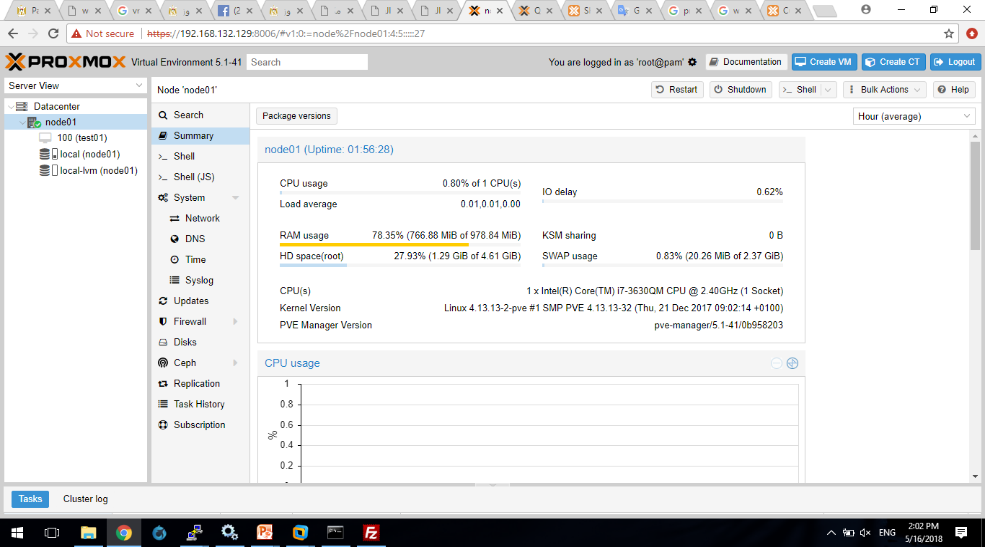 Not secure | https://192.168.132.129:8006/#v1:0:=node%2Fnode01:4:5:::::27
PROXMOX Virtual Environment 5.1-41 Search You are logged in as 'root@pam' Documentation Create VM Create CT Logout
Server View
Node 'node01' Restart Shutdown >_ Shell Bulk Actions Help
Datacenter
node01
100 (test01)
local (node01)
local-lvm (node01)
Search
Summary
>_ Shell
>_ Shell (JS)
System
Network
DNS
Time
Syslog
Updates
Firewall
Disks
Ceph
Replication
Task History
Subscription
Package versions Hour (average)
node01 (Uptime: 01:56:28)
CPU usage 0.80% of 1 CPU(s) IO delay 0.62%
Load average 0.01,0.01,0.00
RAM usage 78.35% (766.88 MiB of 978.84 MiB) KSM sharing 0 B
HD space(root) 27.93% (1.29 GiB of 4.61 GiB) SWAP usage 0.83% (20.26 MiB of 2.37 GiB)
CPU(s) 1 x Intel(R) Core(TM) i7-3630QM CPU @ 2.40GHz (1 Socket)
Kernel Version Linux 4.13.13-2-pve #1 SMP PVE 4.13.13-32 (Thu, 21 Dec 2017 09:02:14 +0100)
PVE Manager Version pve-manager/5.1-41/0b958203
CPU usage
1
0.8
0.6
0.4
0.2
%
Tasks Cluster log
ENG
2:02 PM
5/16/2018